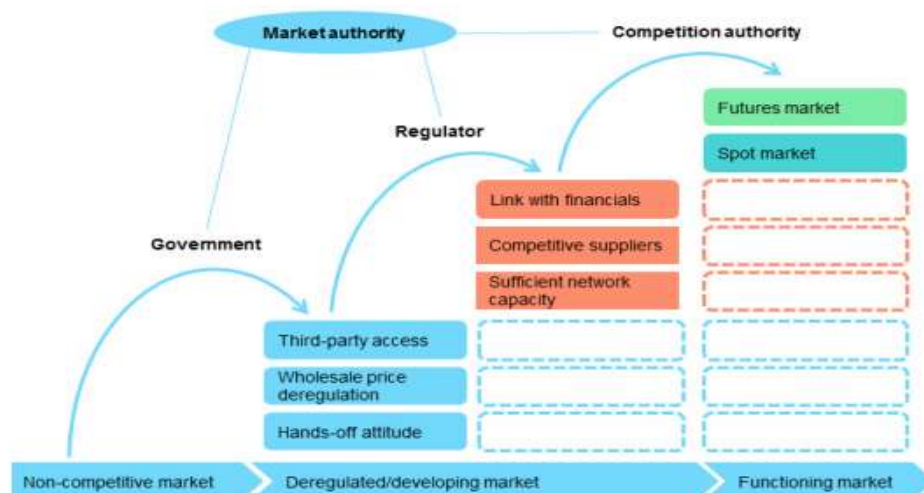 Market authority
Competition authority
Futures market
Regulator
Spot market
Link with financials
Government
Competitive suppliers
Sufficient network
capacity
Third-party access
Wholesale price
deregulation
Hands-off attitude
Non-competitive market
Deregulated/developing market
Functioning market